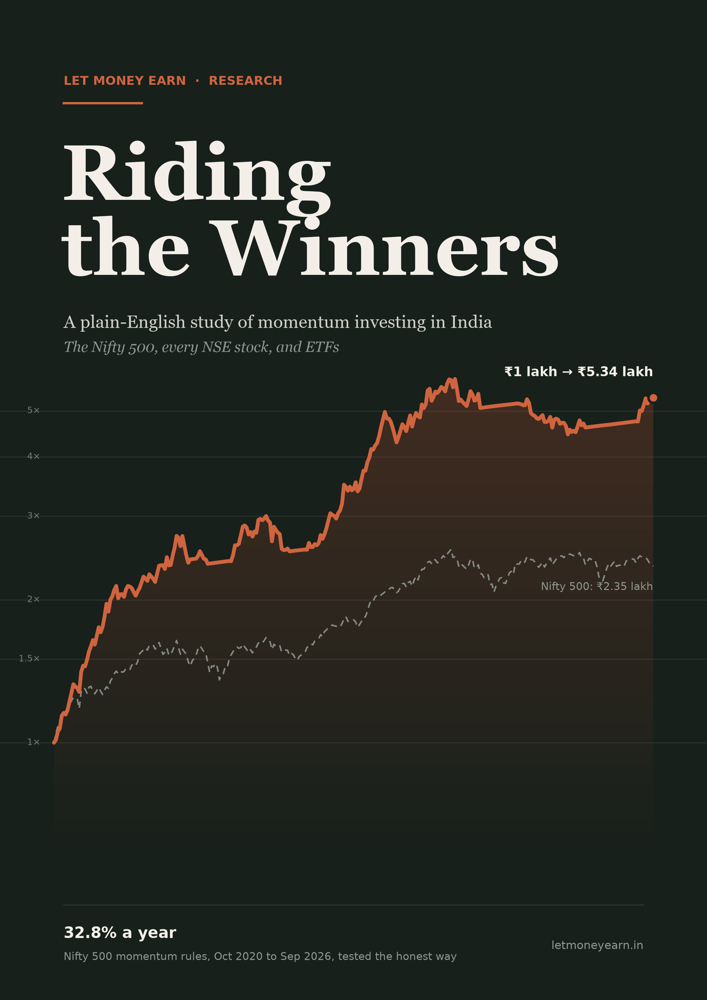 LET MONEY EARN · RESEARCH
Riding
the Winners
A plain-English study of momentum investing in India
The Nifty 500, every NSE stock, and ETFs
₹1 lakh → ₹5.34 lakh
5×
4×
3×
Nifty 500: ₹2.35 lakh
2×
1.5×
1×
32.8% a year
letmoneyearn.in
Nifty 500 momentum rules, Oct 2020 to Sep 2026, tested the honest way